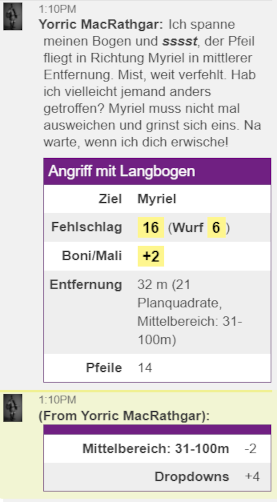 1:10PM
Yorric MacRathgar: Ich spanne
meinen Bogen und sssst, der Pfeil
fliegt in Richtung Myriel in mittlerer
Entfernung. Mist, weit verfehlt. Hab
ich vielleicht jemand anders
getroffen? Myriel muss nicht mal
ausweichen und grinst sich eins. Na
warte, wenn ich dich erwische!
Angriff mit Langbogen
Ziel Myriel
Fehlschlag 16 (Wurf 6 )
Boni/Mali +2
Entfernung 32 m (21
Planquadrate,
Mittelbereich: 31-
100m)
Pfeile 14
1:10PM
(From Yorric MacRathgar):
Mittelbereich: 31-100m -2
Dropdowns +4